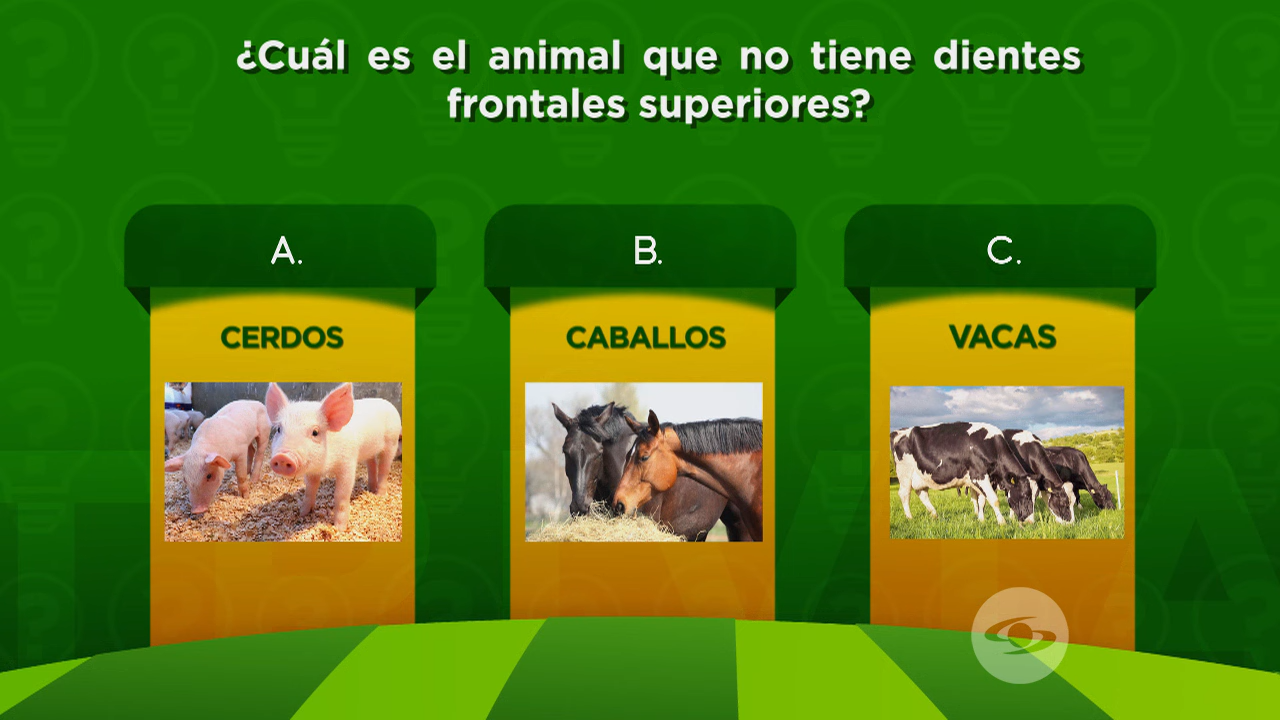 ¿Cuál es el animal que no tiene dientes
frontales superiores?
A.
B.
C.
CERDOS
CABALLOS
VACAS